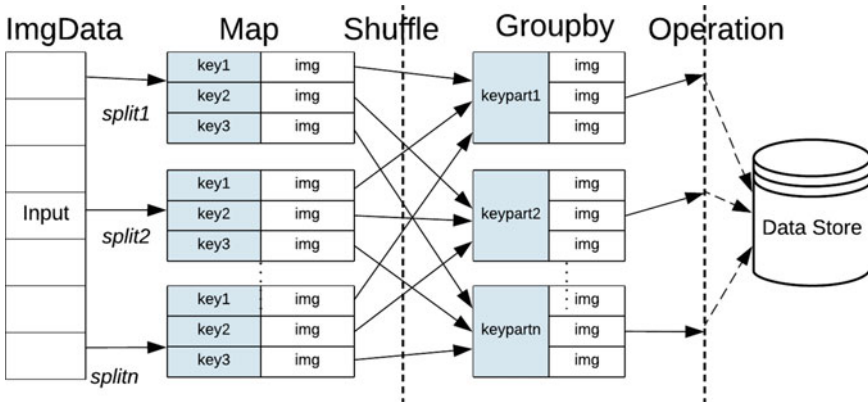 ImgData Map Shuffle Groupby Operation
Input
split1
split2
splitn
key1 img
key2 img
key3 img
key1 img
key2 img
key3 img
key1 img
key2 img
key3 img
keypart1
img
img
img
keypart2
img
img
img
keypartn
img
img
img
Data Store